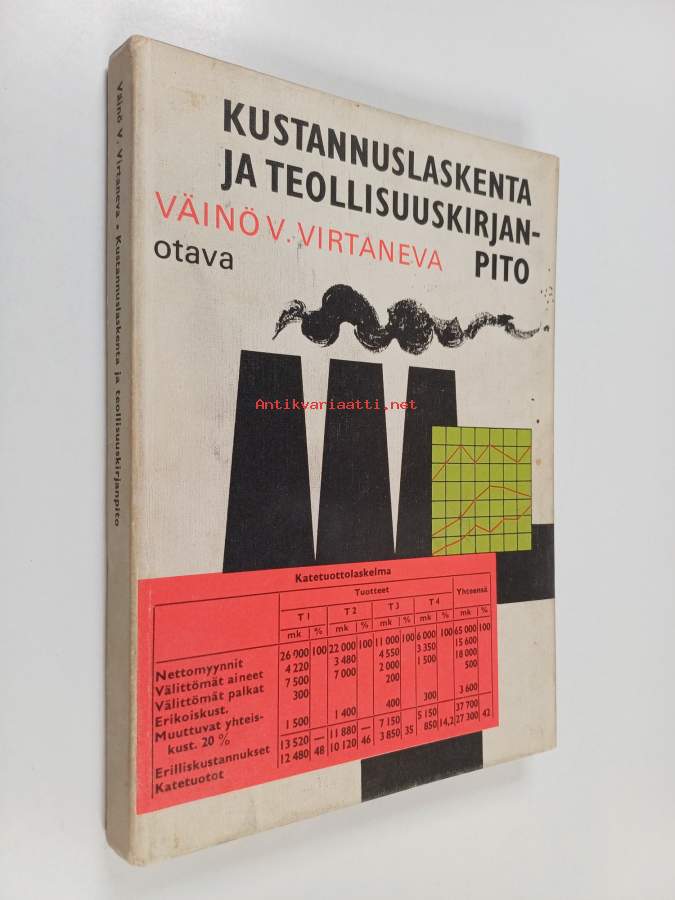 Väinö V. Virtaneva • Kustannuslaskenta ja teollisuuskirjanpito
KUSTANNUSLASKENTA
JA TEOLLISUUSKIRJAN-
PITO
VÄINÖ V. VIRTANEVA
otava
Antikvariaatti.net
Katetuottolaskelma
Tuotteet Yhteensä
T 1 T 2 T 3 T 4
mk % mk % mk % mk % mk %
Nettomyynnit 26 900 100 22 000 100 11 000 100 6 000 100 65 000 100
Välittömät aineet 4 220 3 480 4 550 3 350 15 600
Välittömät palkat 7 500 7 000 2 000 1 500 18 000
Erikoiskust. 300 200 500
Muuttuvat yhteis-
kust. 20 % 1 500 1 400 400 300 3 600
Erilliskustannukset 13 520 — 11 880 — 7 150 5 150 37 700
Katetuotot 12 480 48 10 120 46 3 850 35 850 14,2 27 300 42